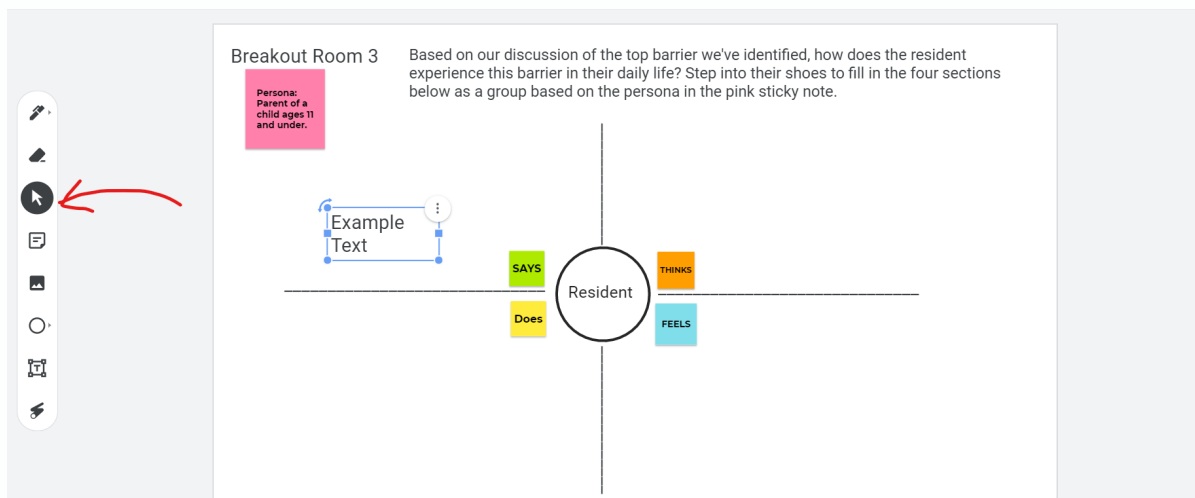 Breakout Room 3
Based on our discussion of the top barrier we've identified, how does the resident
experience this barrier in their daily life? Step into their shoes to fill in the four sections
below as a group based on the persona in the pink sticky note.
Persona:
Parent of a
child ages 11
and under.
Example
Text
SAYS
THINKS
Resident
Does
FEELS